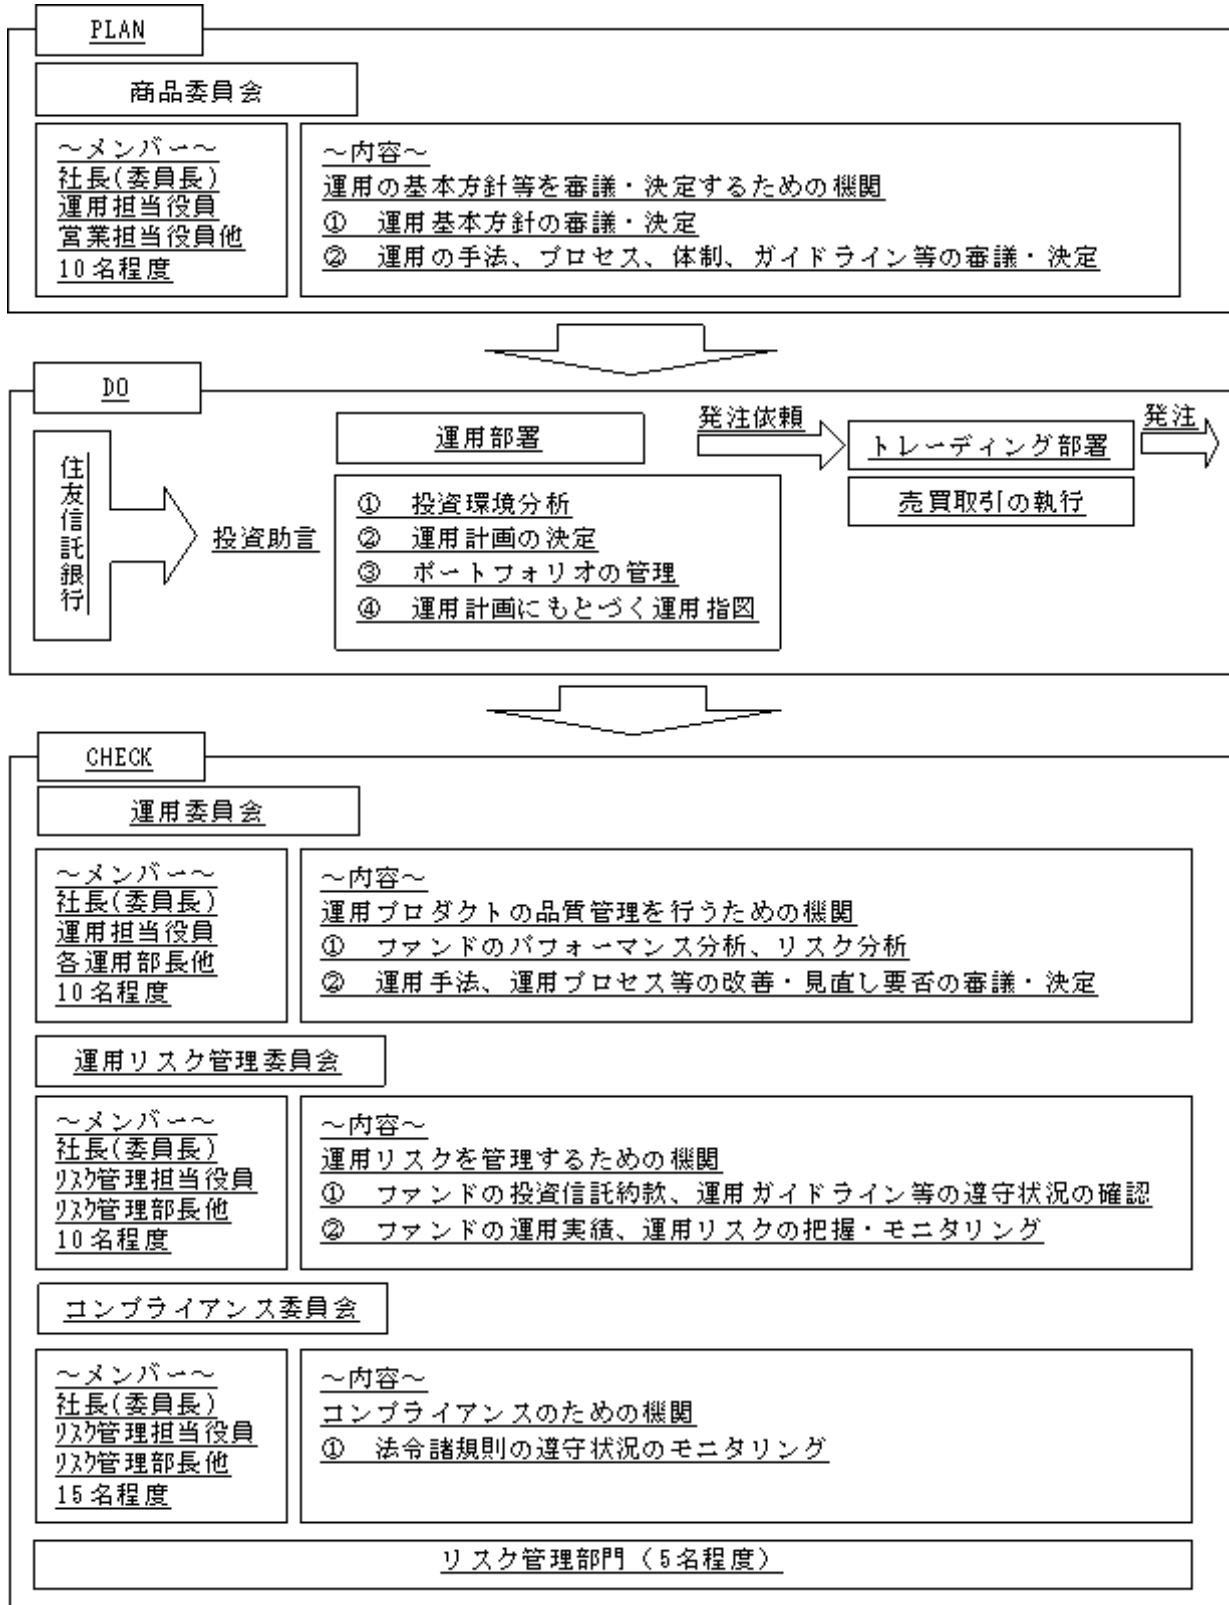 PLAN
商品委員会
～メンバー～
社長(委員長)
運用担当役員
営業担当役員他
10名程度
～内容～
運用の基本方針等を審議・決定するための機関
①　運用基本方針の審議・決定
②　運用の手法、プロセス、体制、ガイドライン等の審議・決定
DO
住友信託銀行
投資助言
運用部署
①　投資環境分析
②　運用計画の決定
③　ポートフォリオの管理
④　運用計画にもとづく運用指図
発注依頼
トレーディング部署
売買取引の執行
発注
CHECK
運用委員会
～メンバー～
社長(委員長)
運用担当役員
各運用部長他
10名程度
～内容～
運用プロダクトの品質管理を行うための機関
①　ファンドのパフォーマンス分析、リスク分析
②　運用手法、運用プロセス等の改善・見直し要否の審議・決定
運用リスク管理委員会
～メンバー～
社長(委員長)
ﾘｽｸ管理担当役員
ﾘｽｸ管理部長他
10名程度
～内容～
運用リスクを管理するための機関
①　ファンドの投資信託約款、運用ガイドライン等の遵守状況の確認
②　ファンドの運用実績、運用リスクの把握・モニタリング
コンプライアンス委員会
～メンバー～
社長(委員長)
ﾘｽｸ管理担当役員
ﾘｽｸ管理部長他
15名程度
～内容～
コンプライアンスのための機関
①　法令諸規則の遵守状況のモニタリング
リスク管理部門（5名程度）